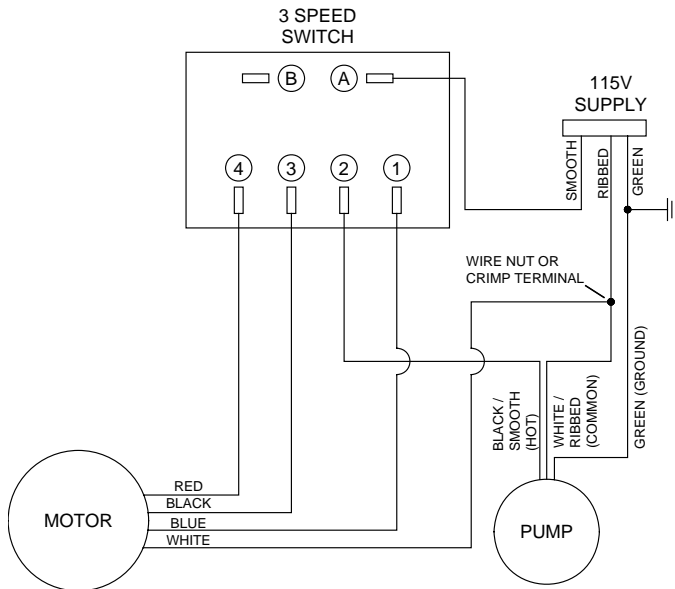 3 SPEED
SWITCH
B
A
4
3
2
1
115V
SUPPLY
SMOOTH
RIBBED
GREEN
WIRE NUT OR
CRIMP TERMINAL
BLACK /
SMOOTH
(HOT)
WHITE /
RIBBED
(COMMON)
GREEN (GROUND)
RED
BLACK
BLUE
WHITE
MOTOR
PUMP